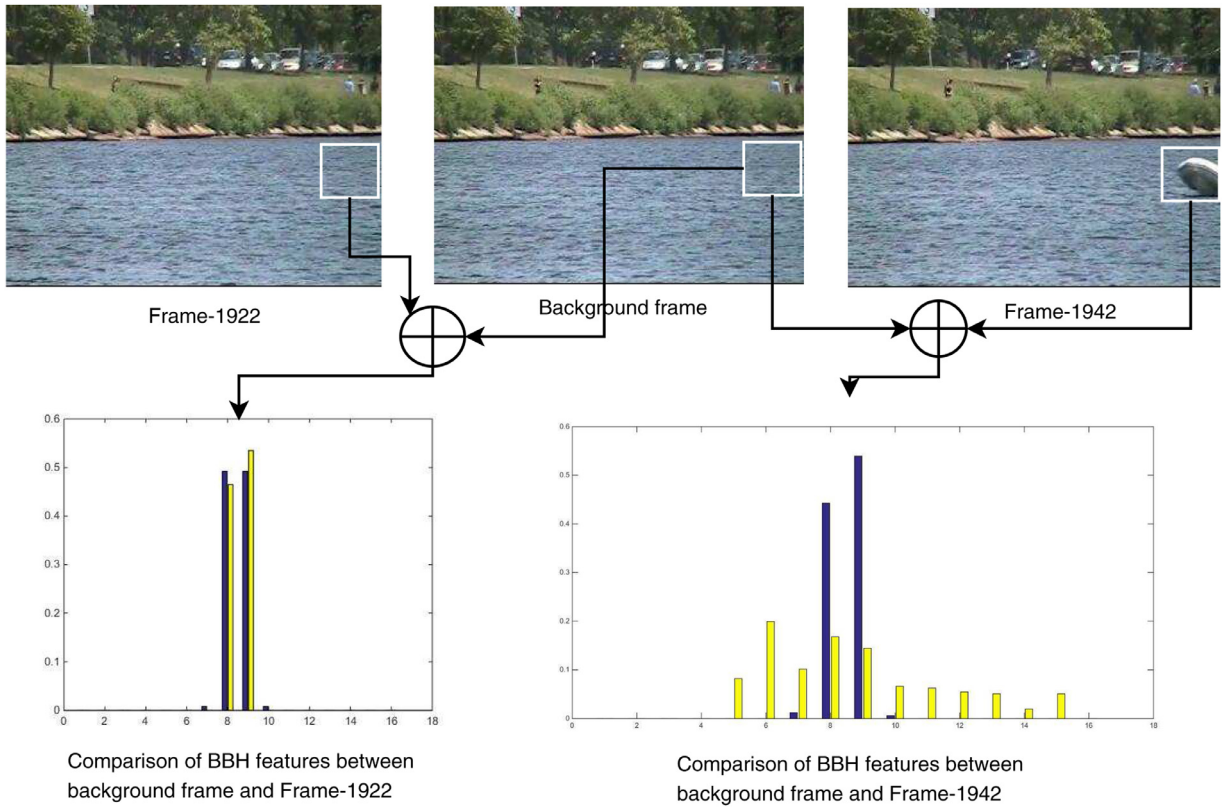 Frame-1922
Background frame
Frame-1942
0.6
0.5
0.4
0.3
0.2
0.1
0
0 2 4 6 8 10 12 14 16 18
0.6
0.5
0.4
0.3
0.2
0.1
0
0 2 4 6 8 10 12 14 16 18
Comparison of BBH features between
background frame and Frame-1922
Comparison of BBH features between
background frame and Frame-1942